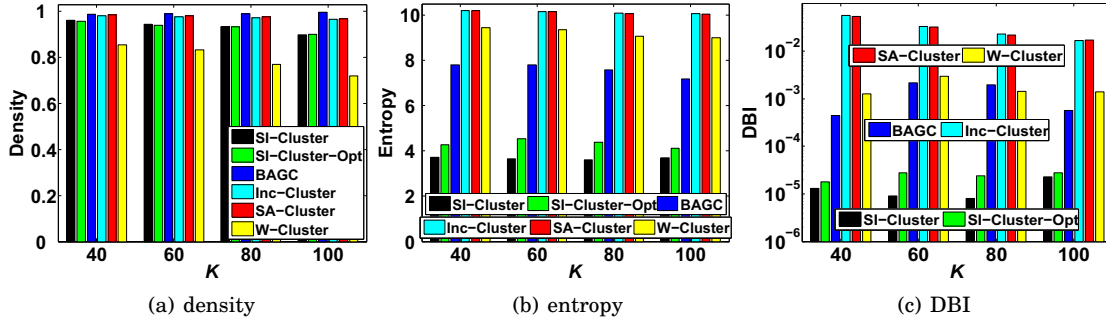 1
0.8
0.6
0.4
0.2
0
Density
40 60 80 100
K
SI−Cluster
SI−Cluster−Opt
BAGC
Inc−Cluster
SA−Cluster
W−Cluster
(a) density
10
8
6
4
2
0
Entropy
40 60 80 100
K
SI−Cluster SI−Cluster−Opt BAGC
Inc−Cluster SA−Cluster W−Cluster
(b) entropy
10−2
10−3
10−4
10−5
10−6
DBI
40 60 80 100
K
SA−Cluster W−Cluster
BAGC Inc−Cluster
SI−Cluster SI−Cluster−Opt
(c) DBI